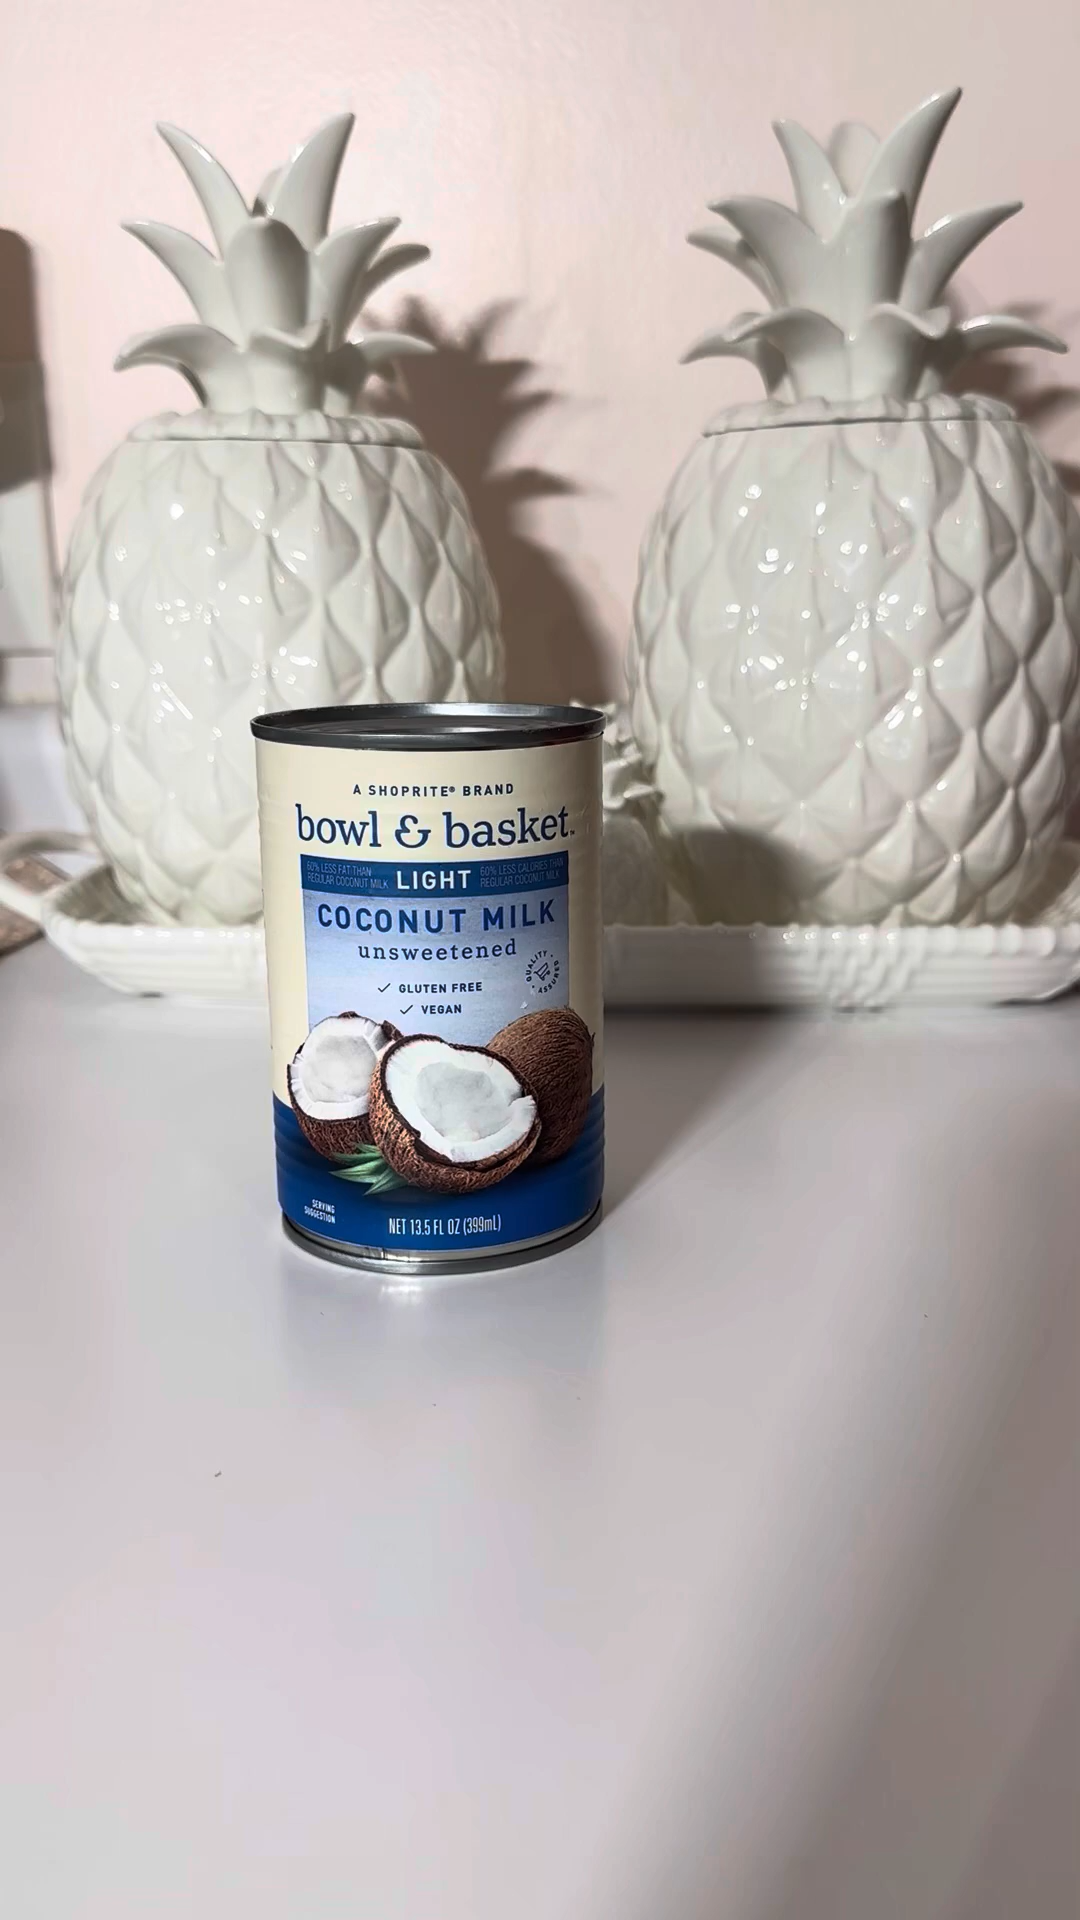 A SHOPRITE® BRAND
bowl & basket™
60% LESS FAT THAN
REGULAR COCONUT MILK
LIGHT
60% LESS CALORIES THAN
REGULAR COCONUT MILK
COCONUT MILK
unsweetened
QUALITY • ASSURED •
✓ GLUTEN FREE
✓ VEGAN
SERVING
SUGGESTION
NET 13.5 FL OZ (399mL)